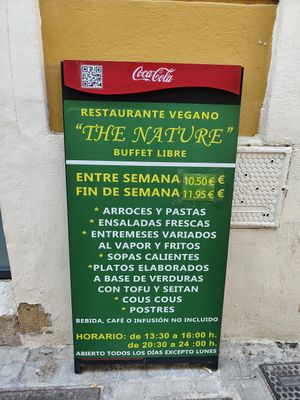 Coca-Cola
RESTAURANTE VEGANO
"THE NATURE"
BUFFET LIBRE
ENTRE SEMANA 10.50€ €
FIN DE SEMANA 11.95€ €
* ARROCES Y PASTAS
* ENSALADAS FRESCAS
* ENTREMESES VARIADOS
AL VAPOR Y FRITOS
* SOPAS CALIENTES
*PLATOS ELABORADOS
A BASE DE VERDURAS
CON TOFU Y SEITAN
* COUS COUS
* POSTRES
BEBIDA, CAFÉ O INFUSIÓN NO INCLUIDO
HORARIO: de 13:30 a 16:00 h.
de 20:30 a 24 :00 h.
ABIERTO TODOS LOS DÍAS EXCEPTO LUNES